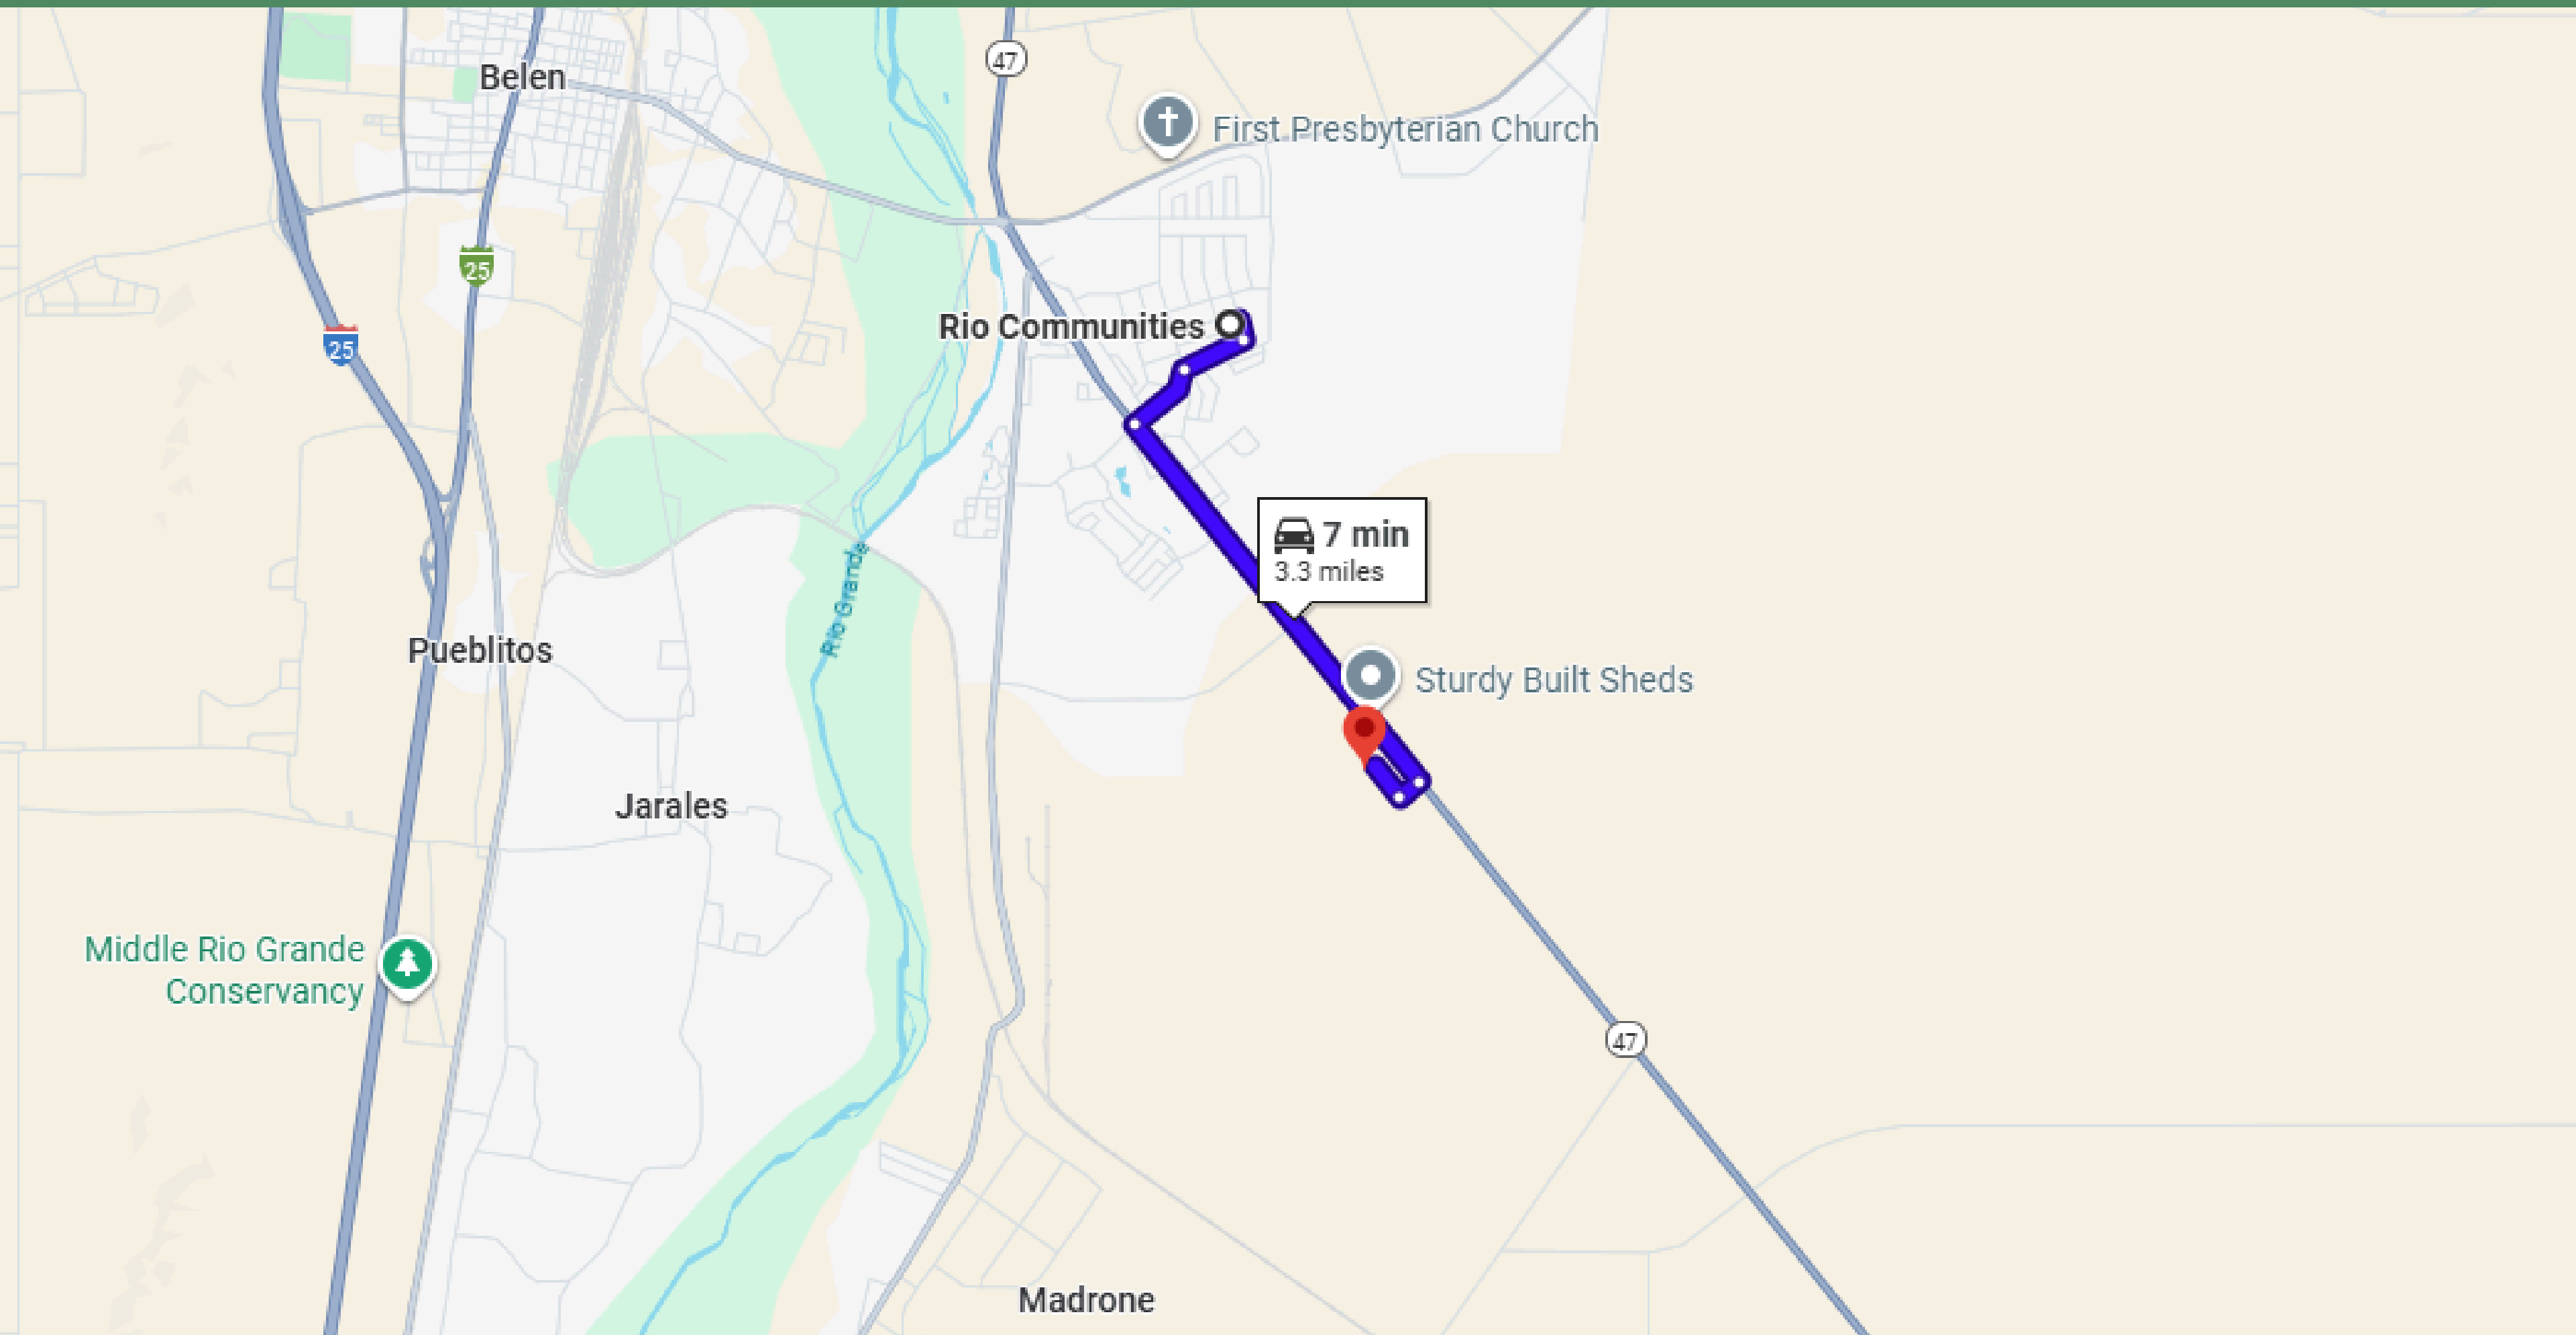 Belen
47
First Presbyterian Church
25
25
Rio Communities
7 min
3.3 miles
Rio Grande
Pueblitos
Sturdy Built Sheds
Jarales
Middle Rio Grande
Conservancy
47
Madrone